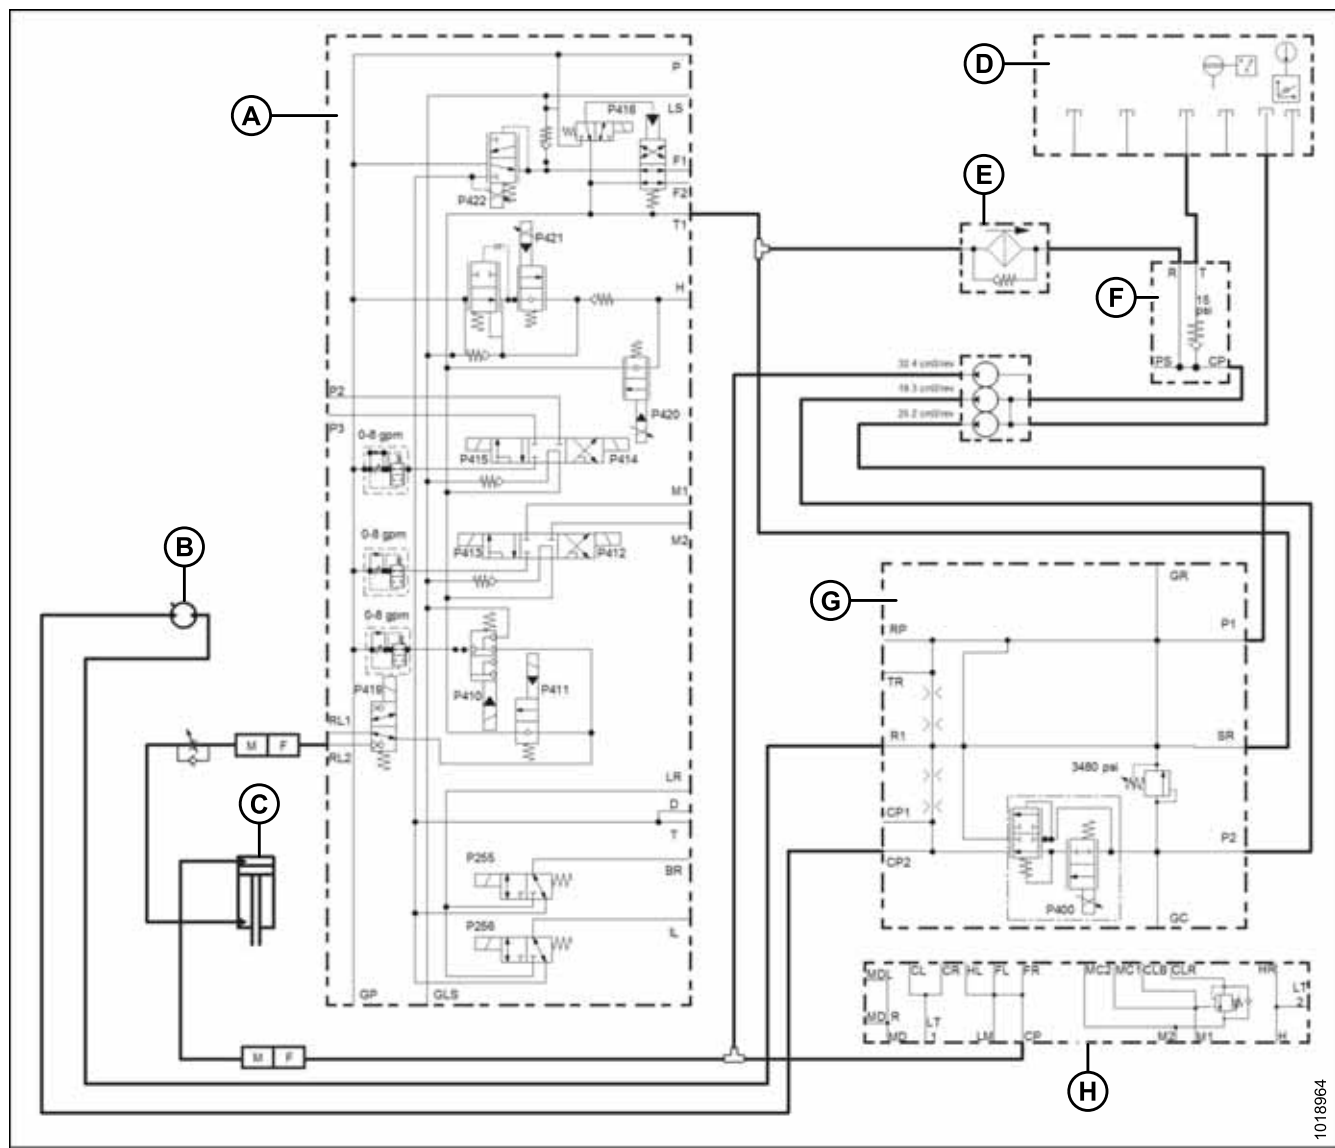 A
P
LS
P416
F1
F2
T1
P422
P421
H
P2
P3
0-8 gpm
P420
P415
P414
M1
M2
0-8 gpm
P413
P412
0-8 gpm
P410
P411
RL1
RL2
LR
D
T
P255
BR
P256
IL
GP
GLS
B
M F
C
M F
D
E
F
R T
15
psi
PS
CP
G
GR
RP
P1
TR
R1
SR
3480 psi
CP1
CP2
P2
P400
GC
MDL
CL
CR
HL
FL
FR
MC2
MC1
CLB
CLR
HR
LT
2
MD R
MD
LT
1
LM
CP
M2
M1
H
H
1018964